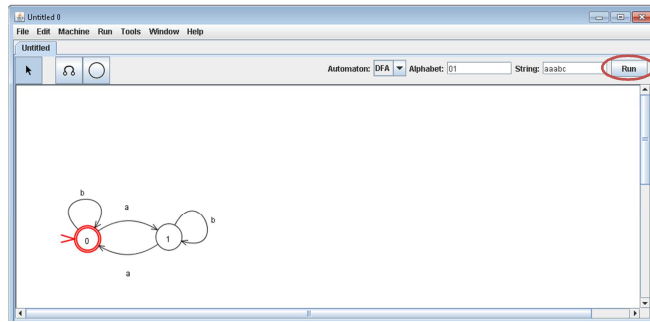 Untitled 0
File Edit Machine Run Tools Window Help
Untitled
Automaton: DFA Alphabet: 01 String: aaabc Run
b
a
b
0
1
a